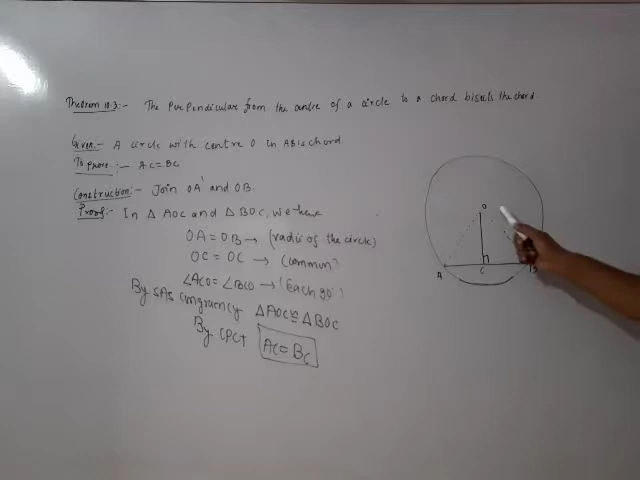 Theorem 10.3:- The Perpendicular from the centre of a circle to a chord bisects the chord.
Given:- A circle with centre O in AB is chord.
To prove:- AC = BC
Construction:- Join OA and OB.
Proof:- In Δ AOC and Δ BOC, we have
OA = OB → (radius of the circle)
OC = OC → (common)
∠ACO = ∠BCO → (Each 90°)
By SAS congruency Δ AOC ≅ Δ BOC
By CPCT AC = BC
O
A
C
B